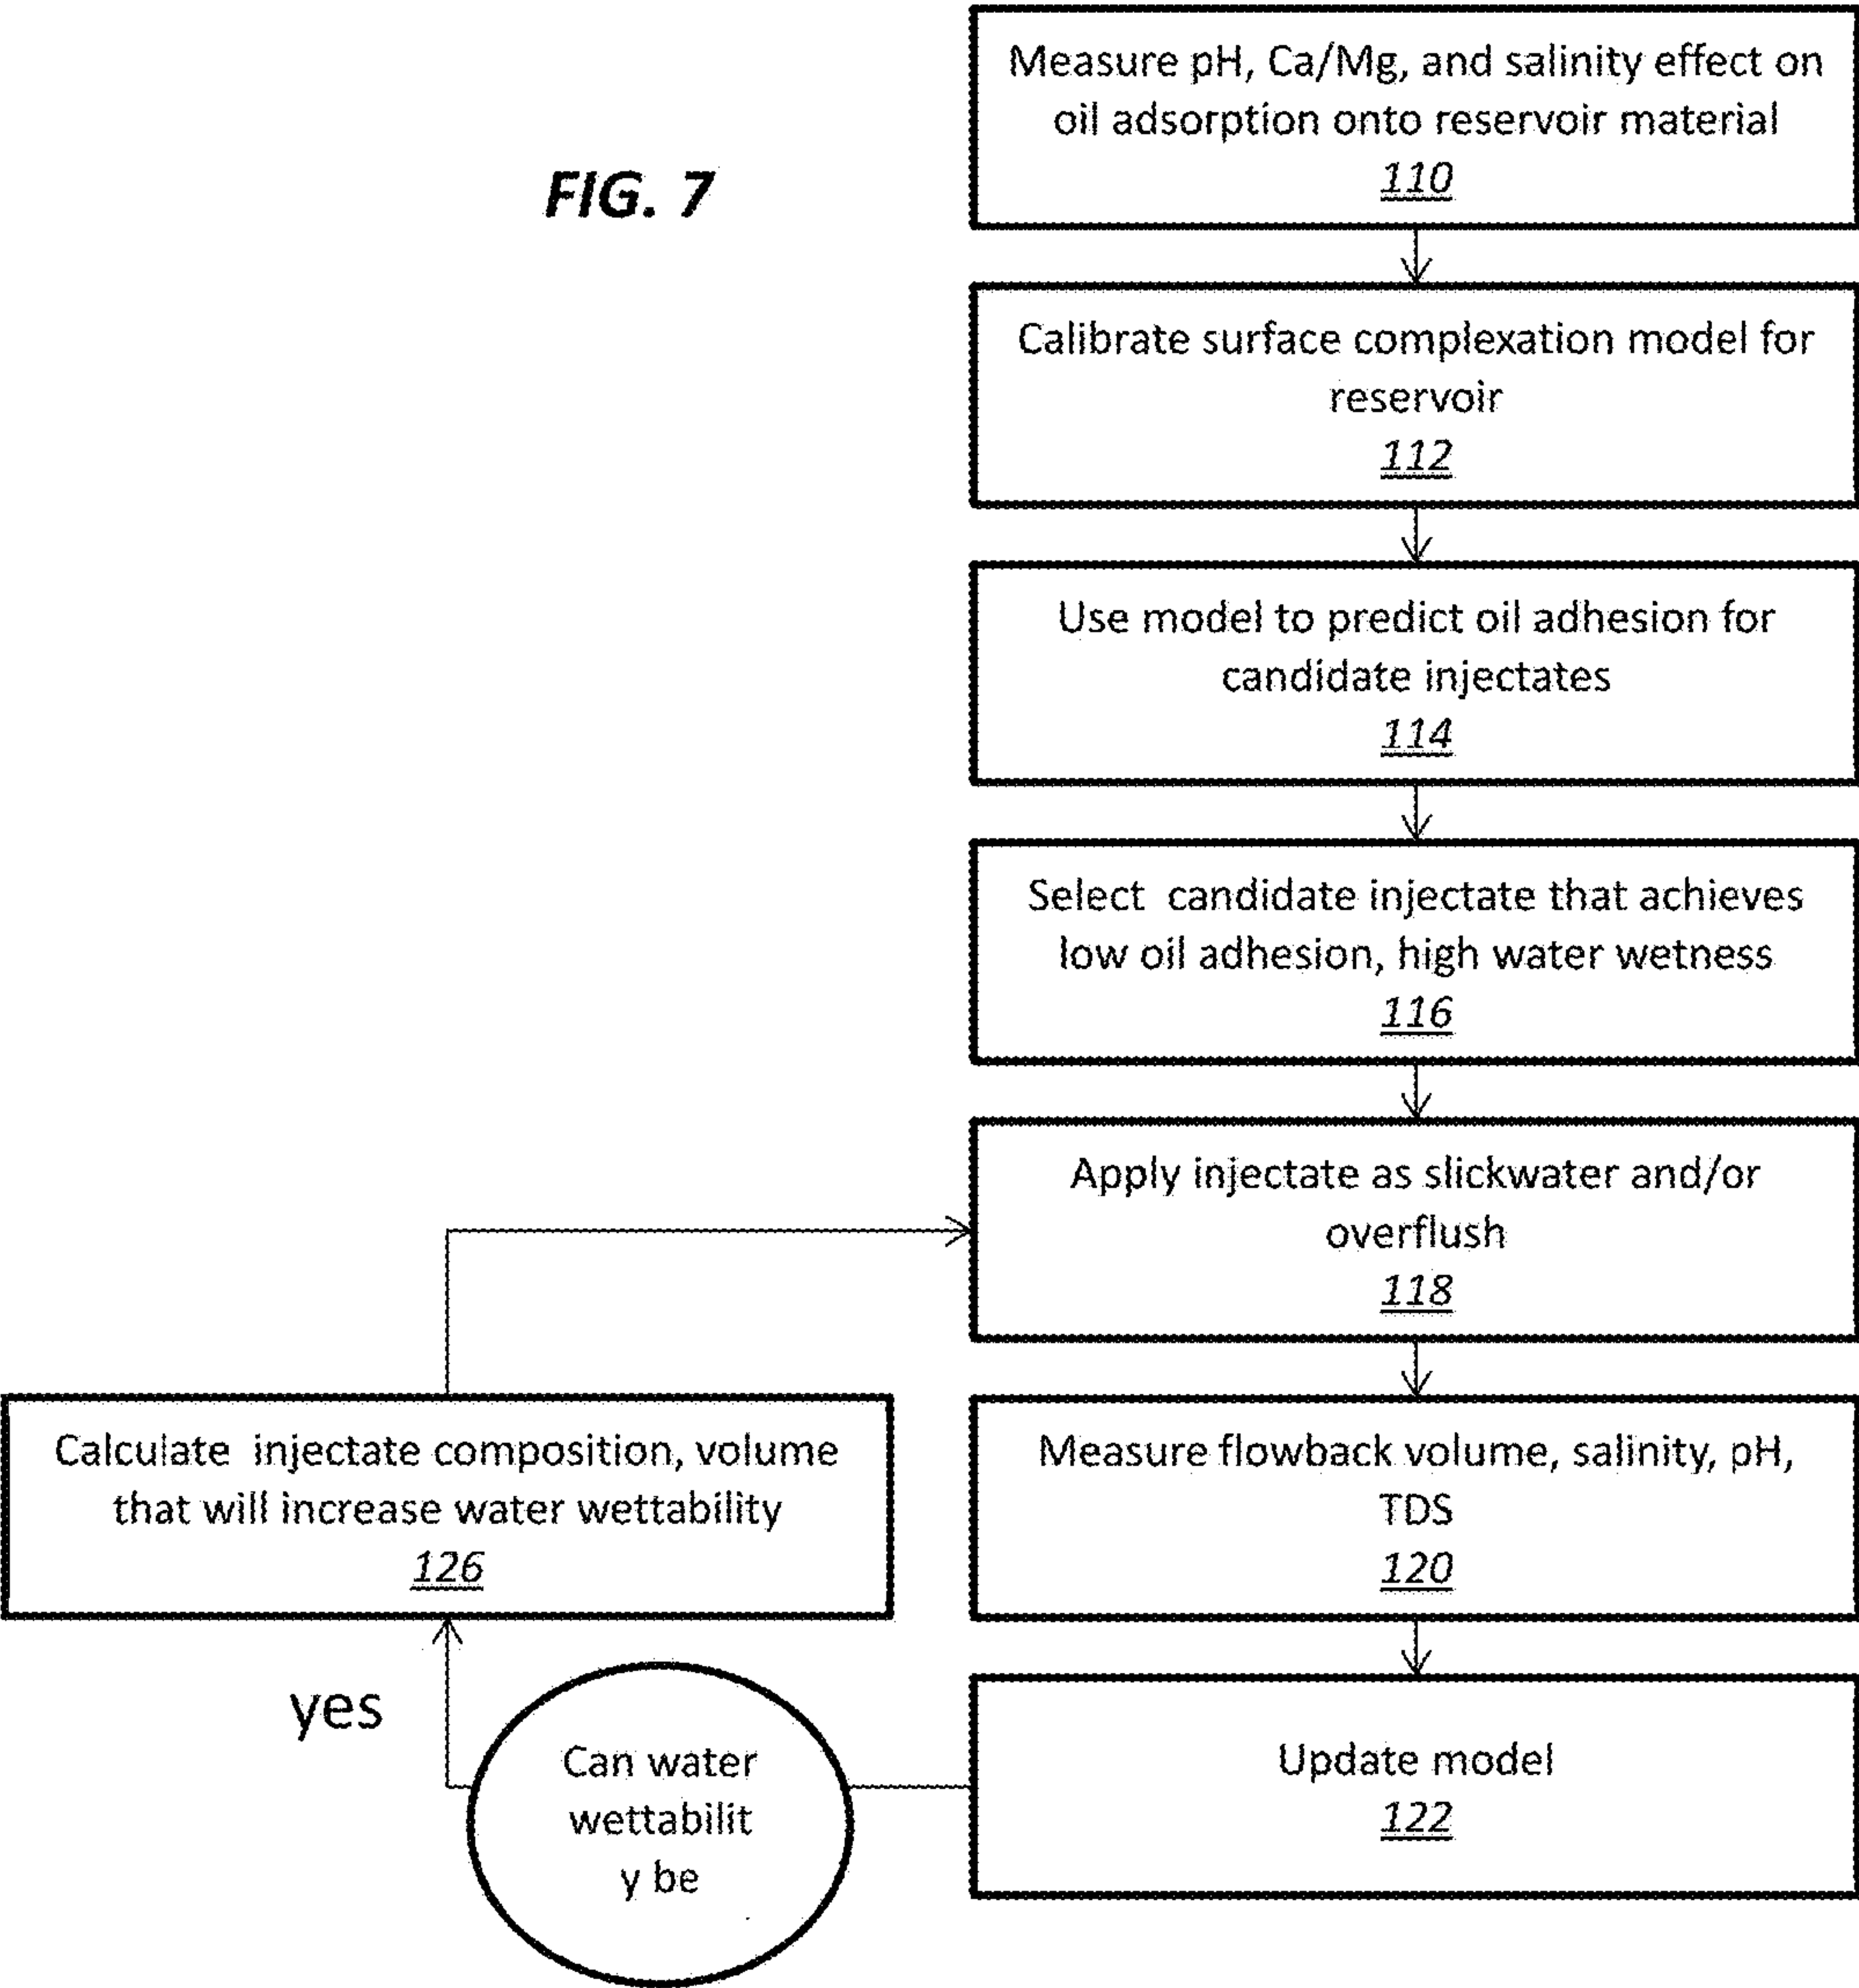 FIG. 7
Measure pH, Ca/Mg, and salinity effect on
oil adsorption onto reservoir material
110
Calibrate surface complexation model for
reservoir
112
Use model to predict oil adhesion for
candidate injectates
114
Select candidate injectate that achieves
low oil adhesion, high water wetness
116
Apply injectate as slickwater and/or
overflush
118
Measure flowback volume, salinity, pH,
TDS
120
Update model
122
Can water
wettabilit
y be
yes
Calculate injectate composition, volume
that will increase water wettability
126